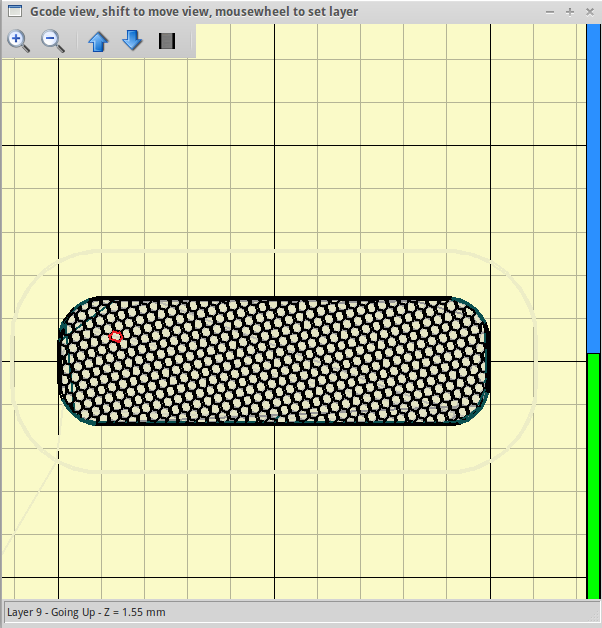 Gcode view, shift to move view, mousewheel to set layer
Layer 9 - Going Up - Z = 1.55 mm